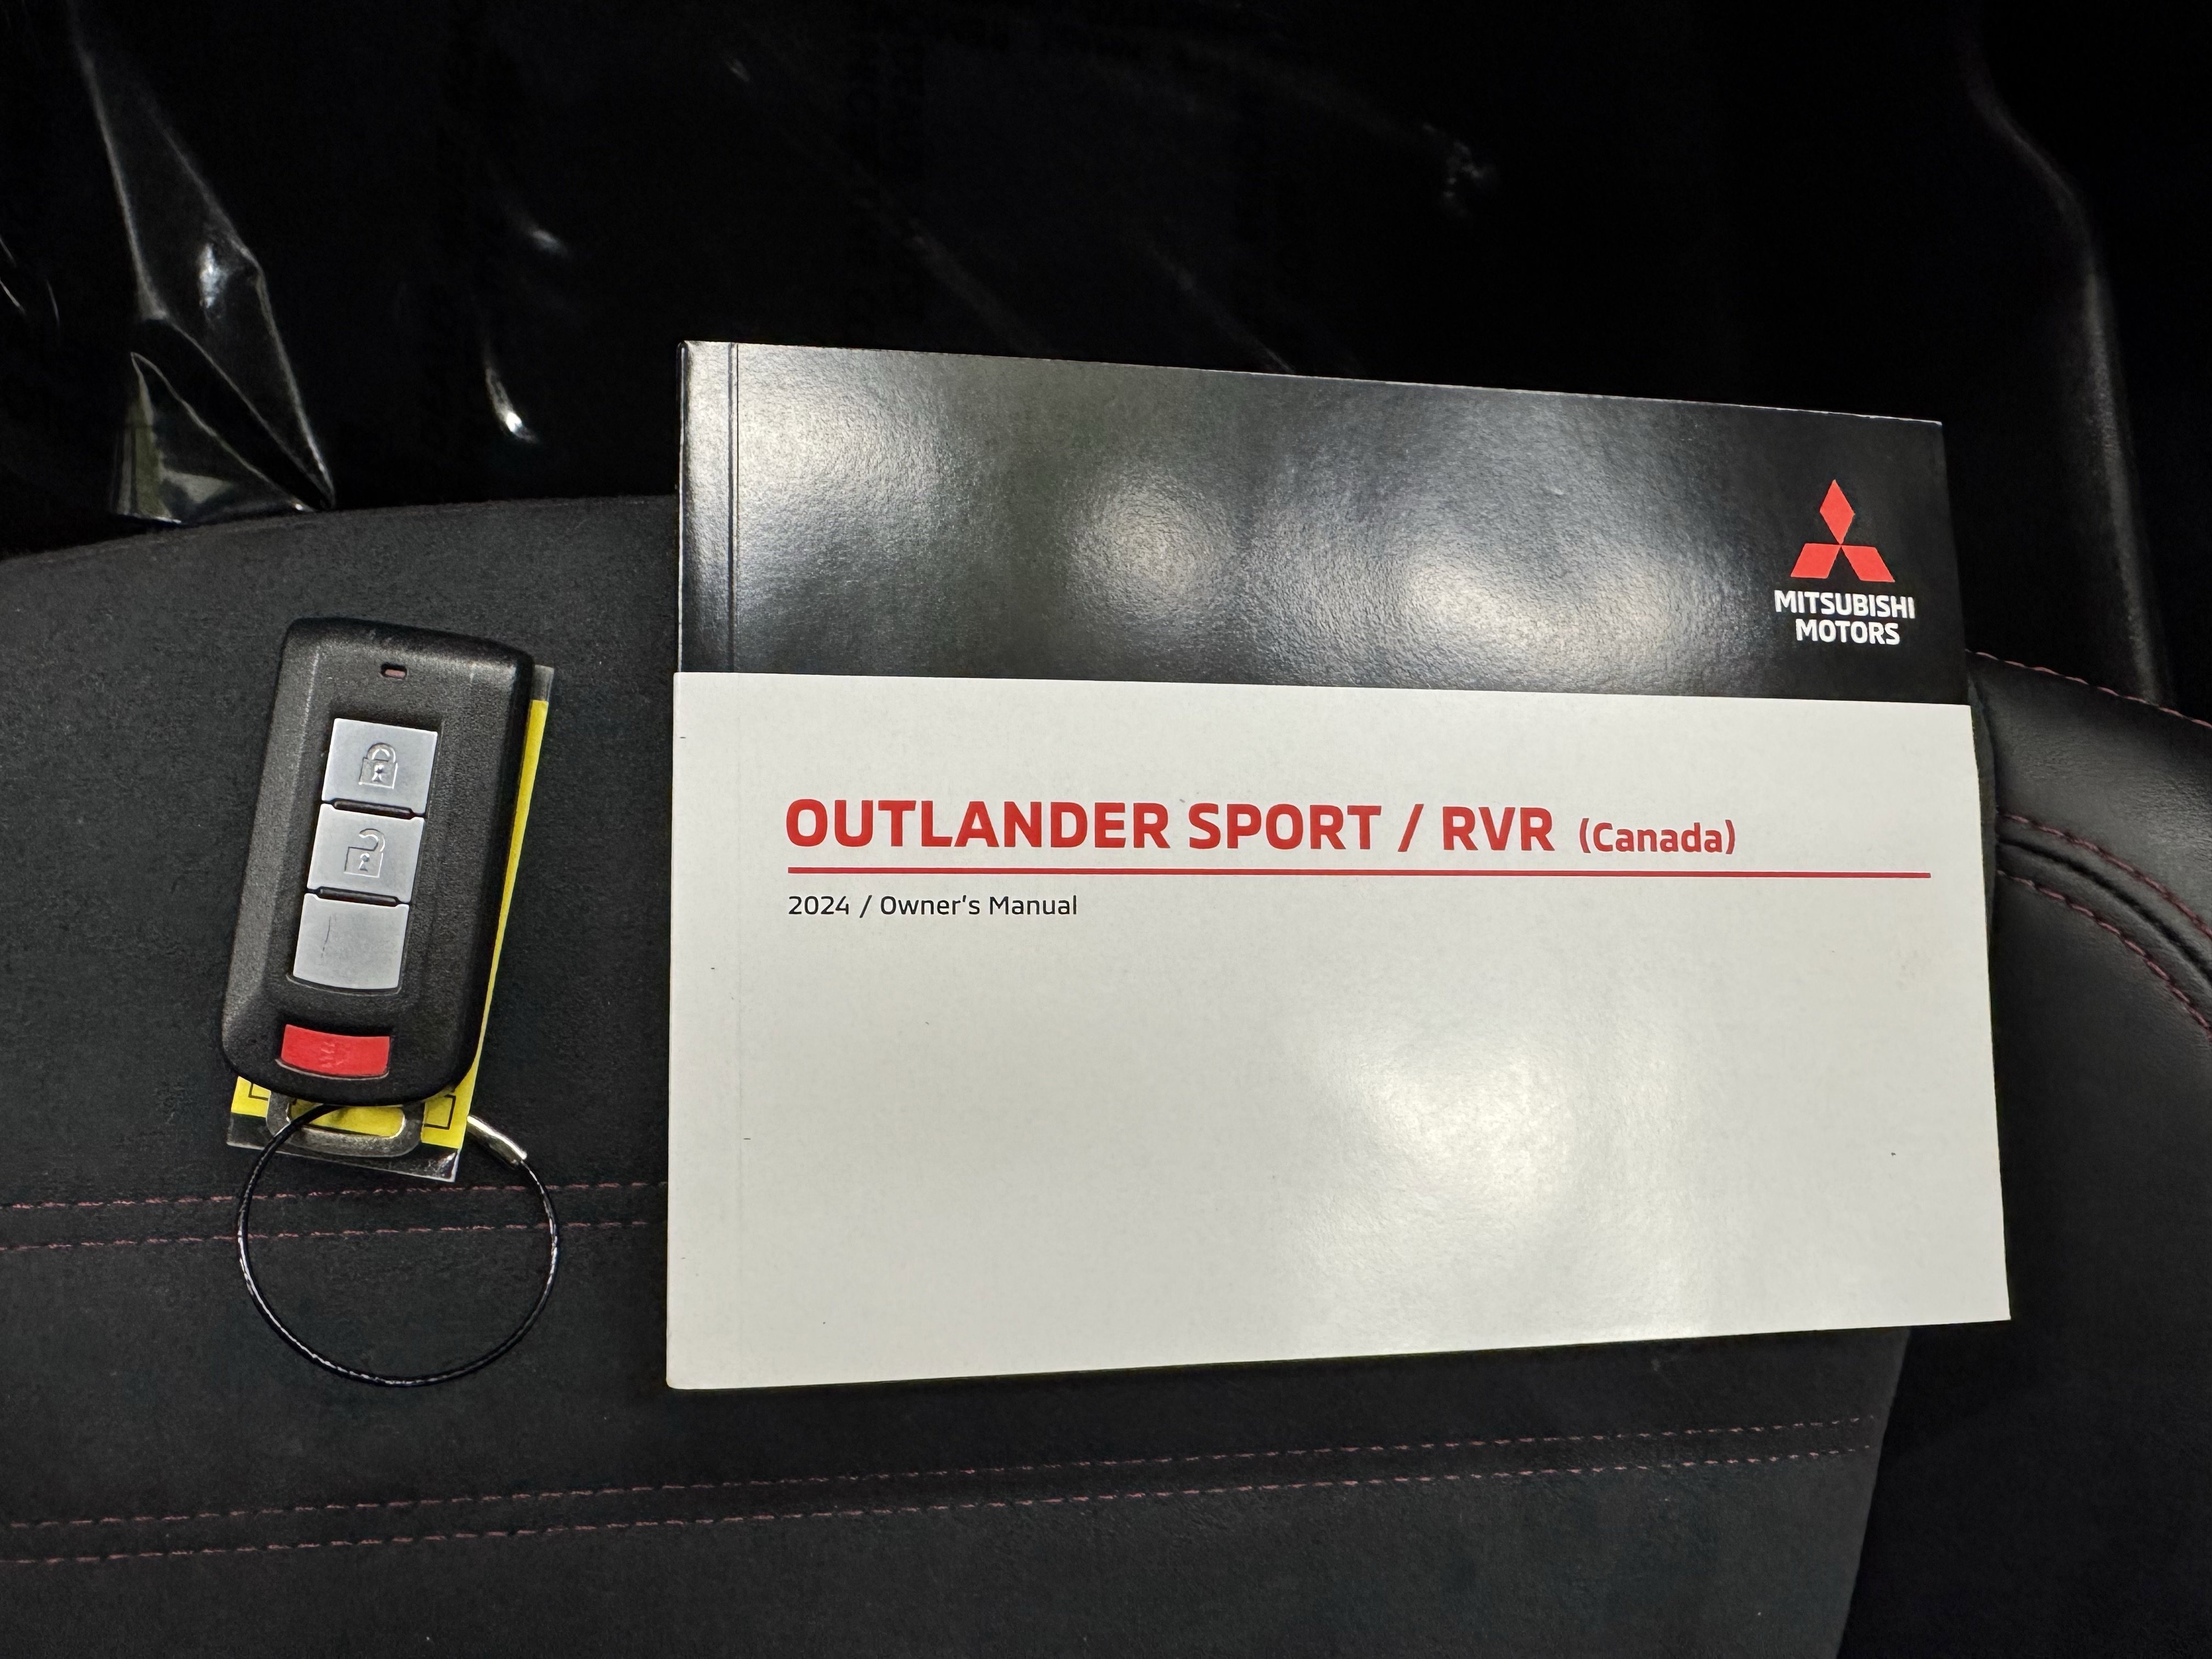 MITSUBISHI
MOTORS
OUTLANDER SPORT / RVR (Canada)
2024 / Owner's Manual